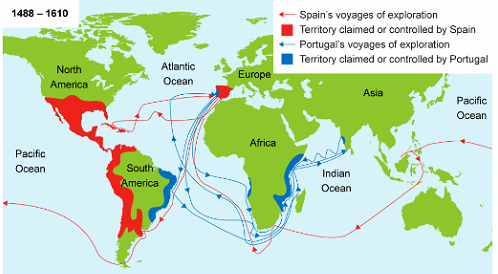 1488 – 1610
Spain's voyages of exploration
Territory claimed or controlled by Spain
Portugal's voyages of exploration
Territory claimed or controlled by Portugal
North
America
Atlantic
Ocean
Europe
Asia
Pacific
Ocean
Africa
Pacific
Ocean
South
America
Indian
Ocean